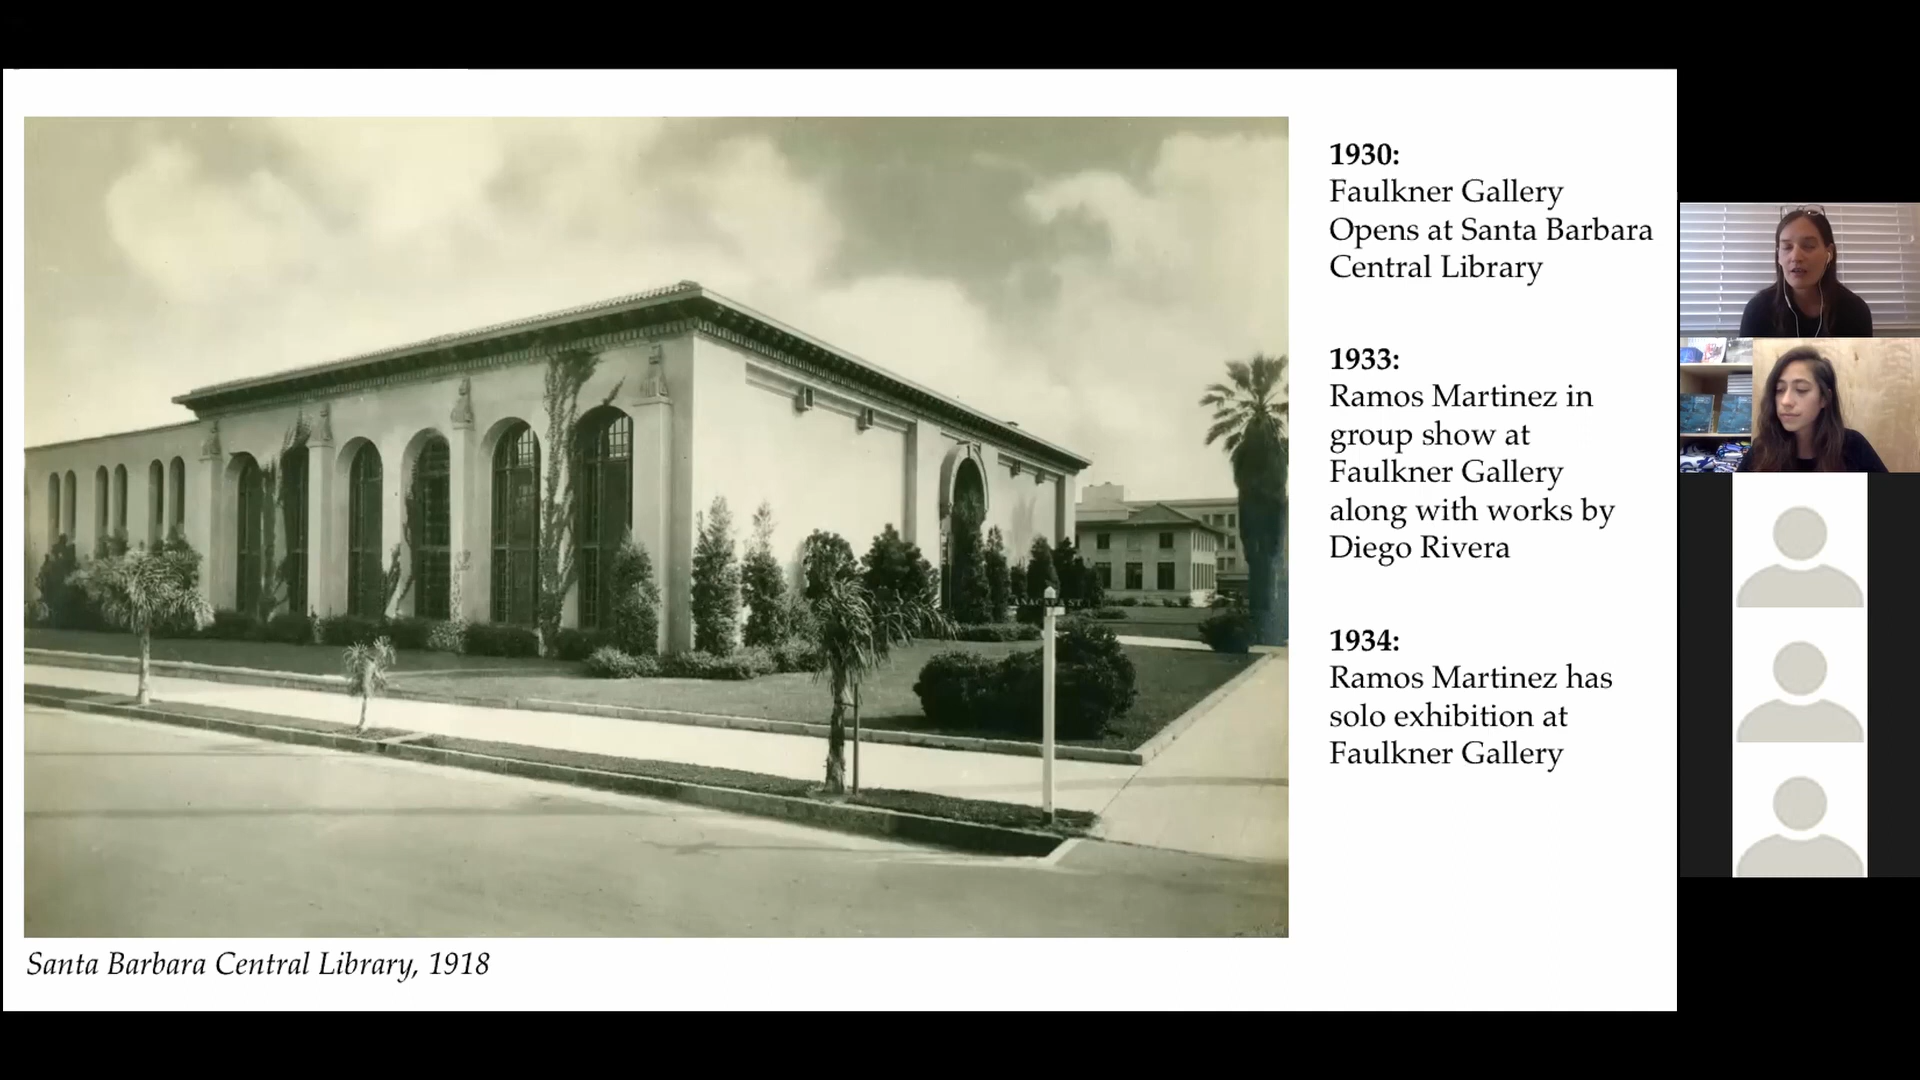 1930:
Faulkner Gallery
Opens at Santa Barbara
Central Library
1933:
Ramos Martinez in
group show at
Faulkner Gallery
along with works by
Diego Rivera
1934:
Ramos Martinez has
solo exhibition at
Faulkner Gallery
Santa Barbara Central Library, 1918